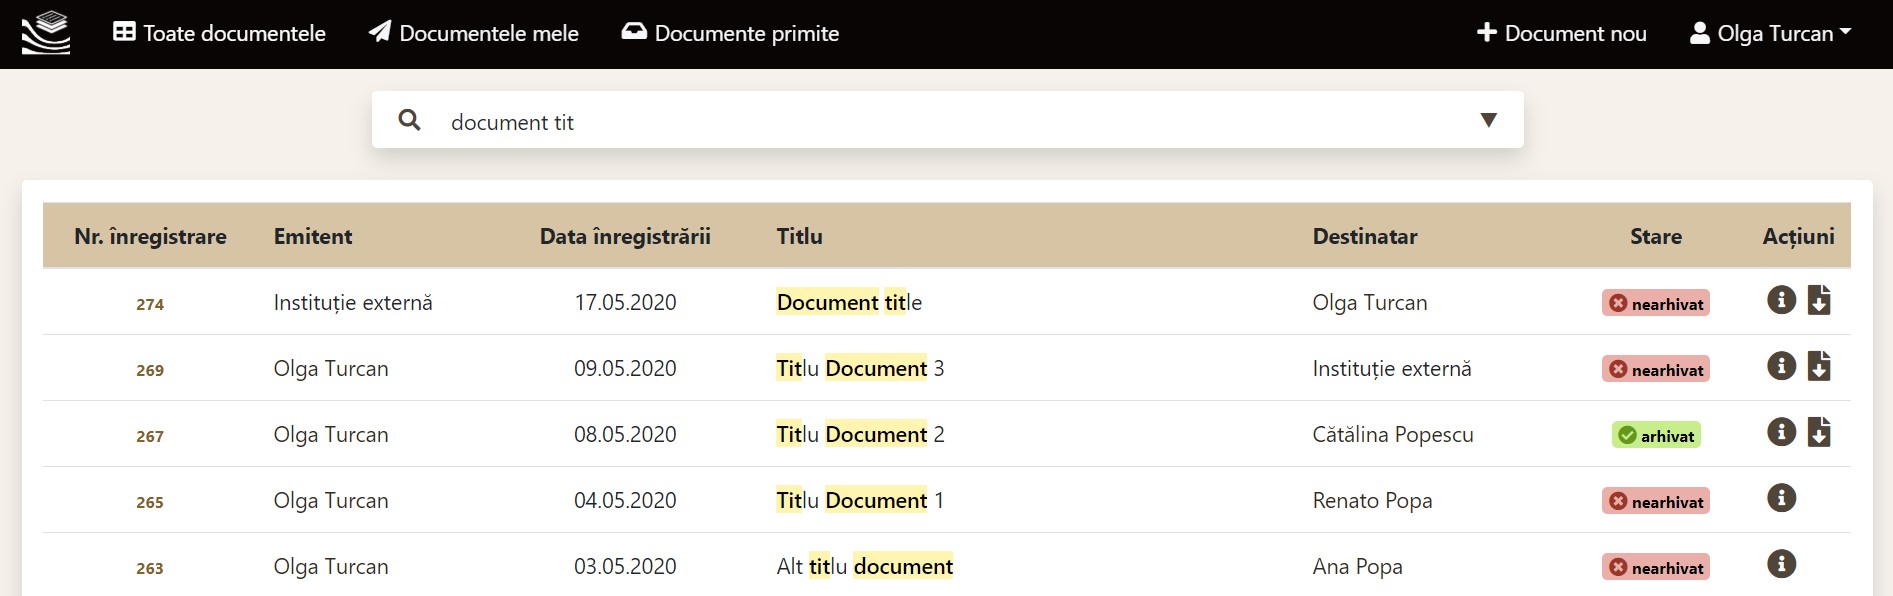 Toate documentele Documentele mele Documente primite Document nou Olga Turcan
document tit
Nr. înregistrare Emitent Data înregistrării Titlu Destinatar Stare Acțiuni
274 Instituție externă 17.05.2020 Document title Olga Turcan nearhivat
269 Olga Turcan 09.05.2020 Titlu Document 3 Instituție externă nearhivat
267 Olga Turcan 08.05.2020 Titlu Document 2 Cătălina Popescu arhivat
265 Olga Turcan 04.05.2020 Titlu Document 1 Renato Popa nearhivat
263 Olga Turcan 03.05.2020 Alt titlu document Ana Popa nearhivat